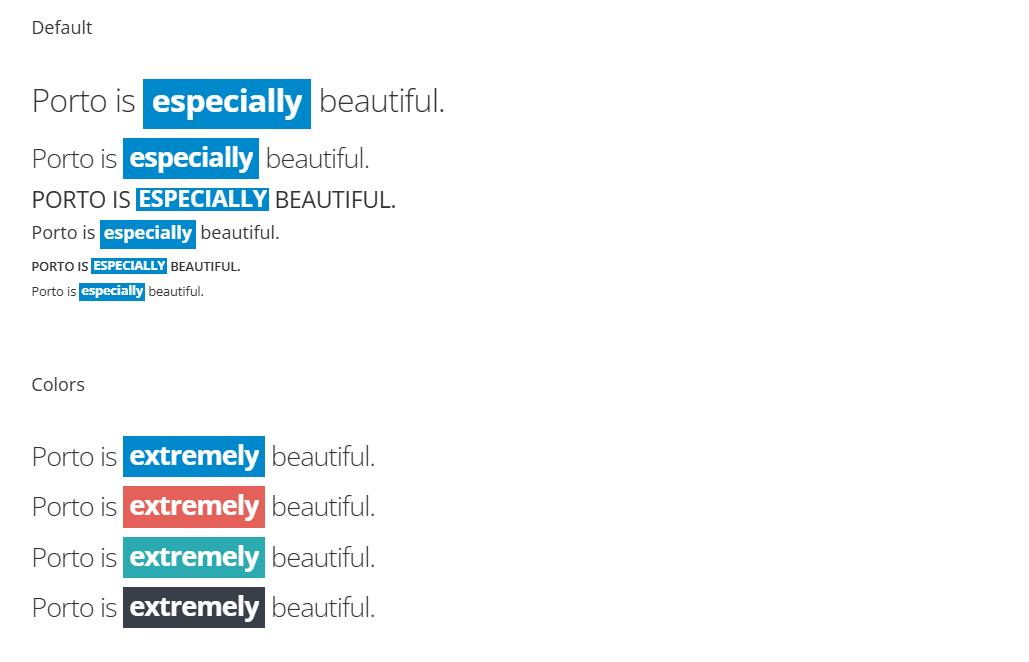 Default
Porto is especially beautiful.
Porto is especially beautiful.
PORTO IS ESPECIALLY BEAUTIFUL.
Porto is especially beautiful.
PORTO IS ESPECIALLY BEAUTIFUL.
Porto is especially beautiful.
Colors
Porto is extremely beautiful.
Porto is extremely beautiful.
Porto is extremely beautiful.
Porto is extremely beautiful.